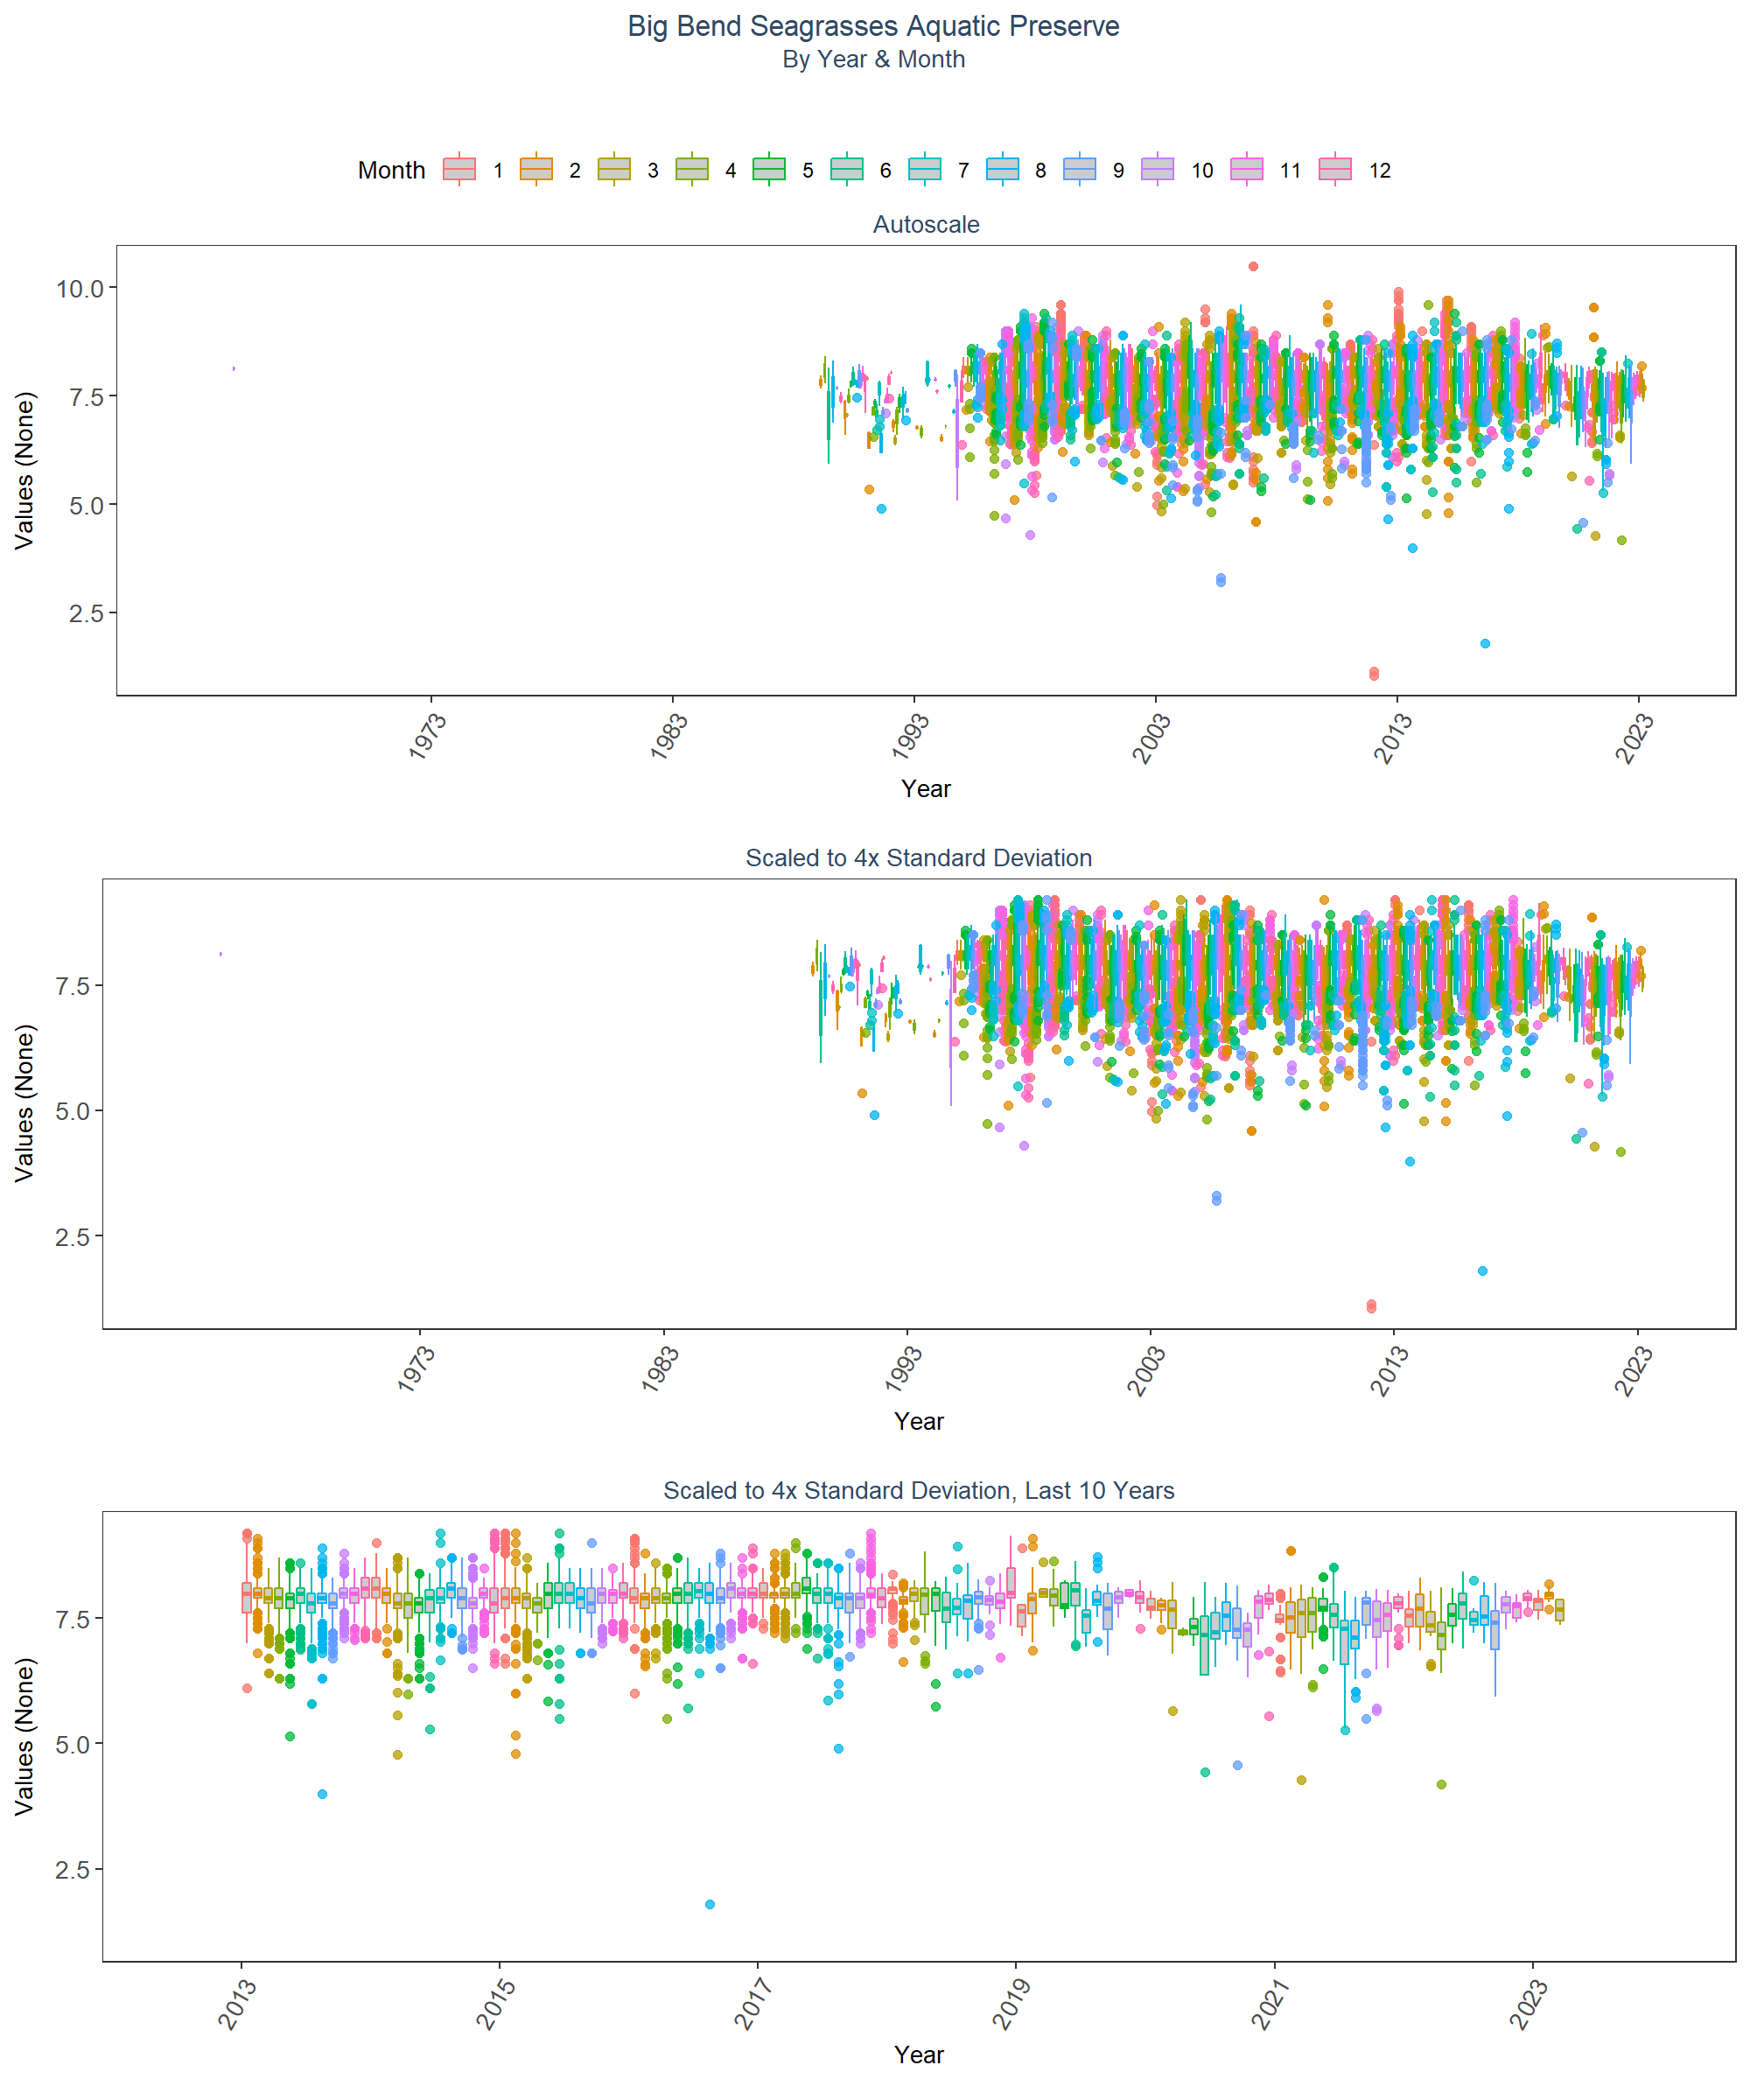 Big Bend Seagrasses Aquatic Preserve
By Year & Month
Month 1 2 3 4 5 6 7 8 9 10 11 12
Autoscale
Values (None)
10.0
7.5
5.0
2.5
1973 1983 1993 2003 2013 2023
Year
Scaled to 4x Standard Deviation
Values (None)
7.5
5.0
2.5
1973 1983 1993 2003 2013 2023
Year
Scaled to 4x Standard Deviation, Last 10 Years
Values (None)
7.5
5.0
2.5
2013 2015 2017 2019 2021 2023
Year